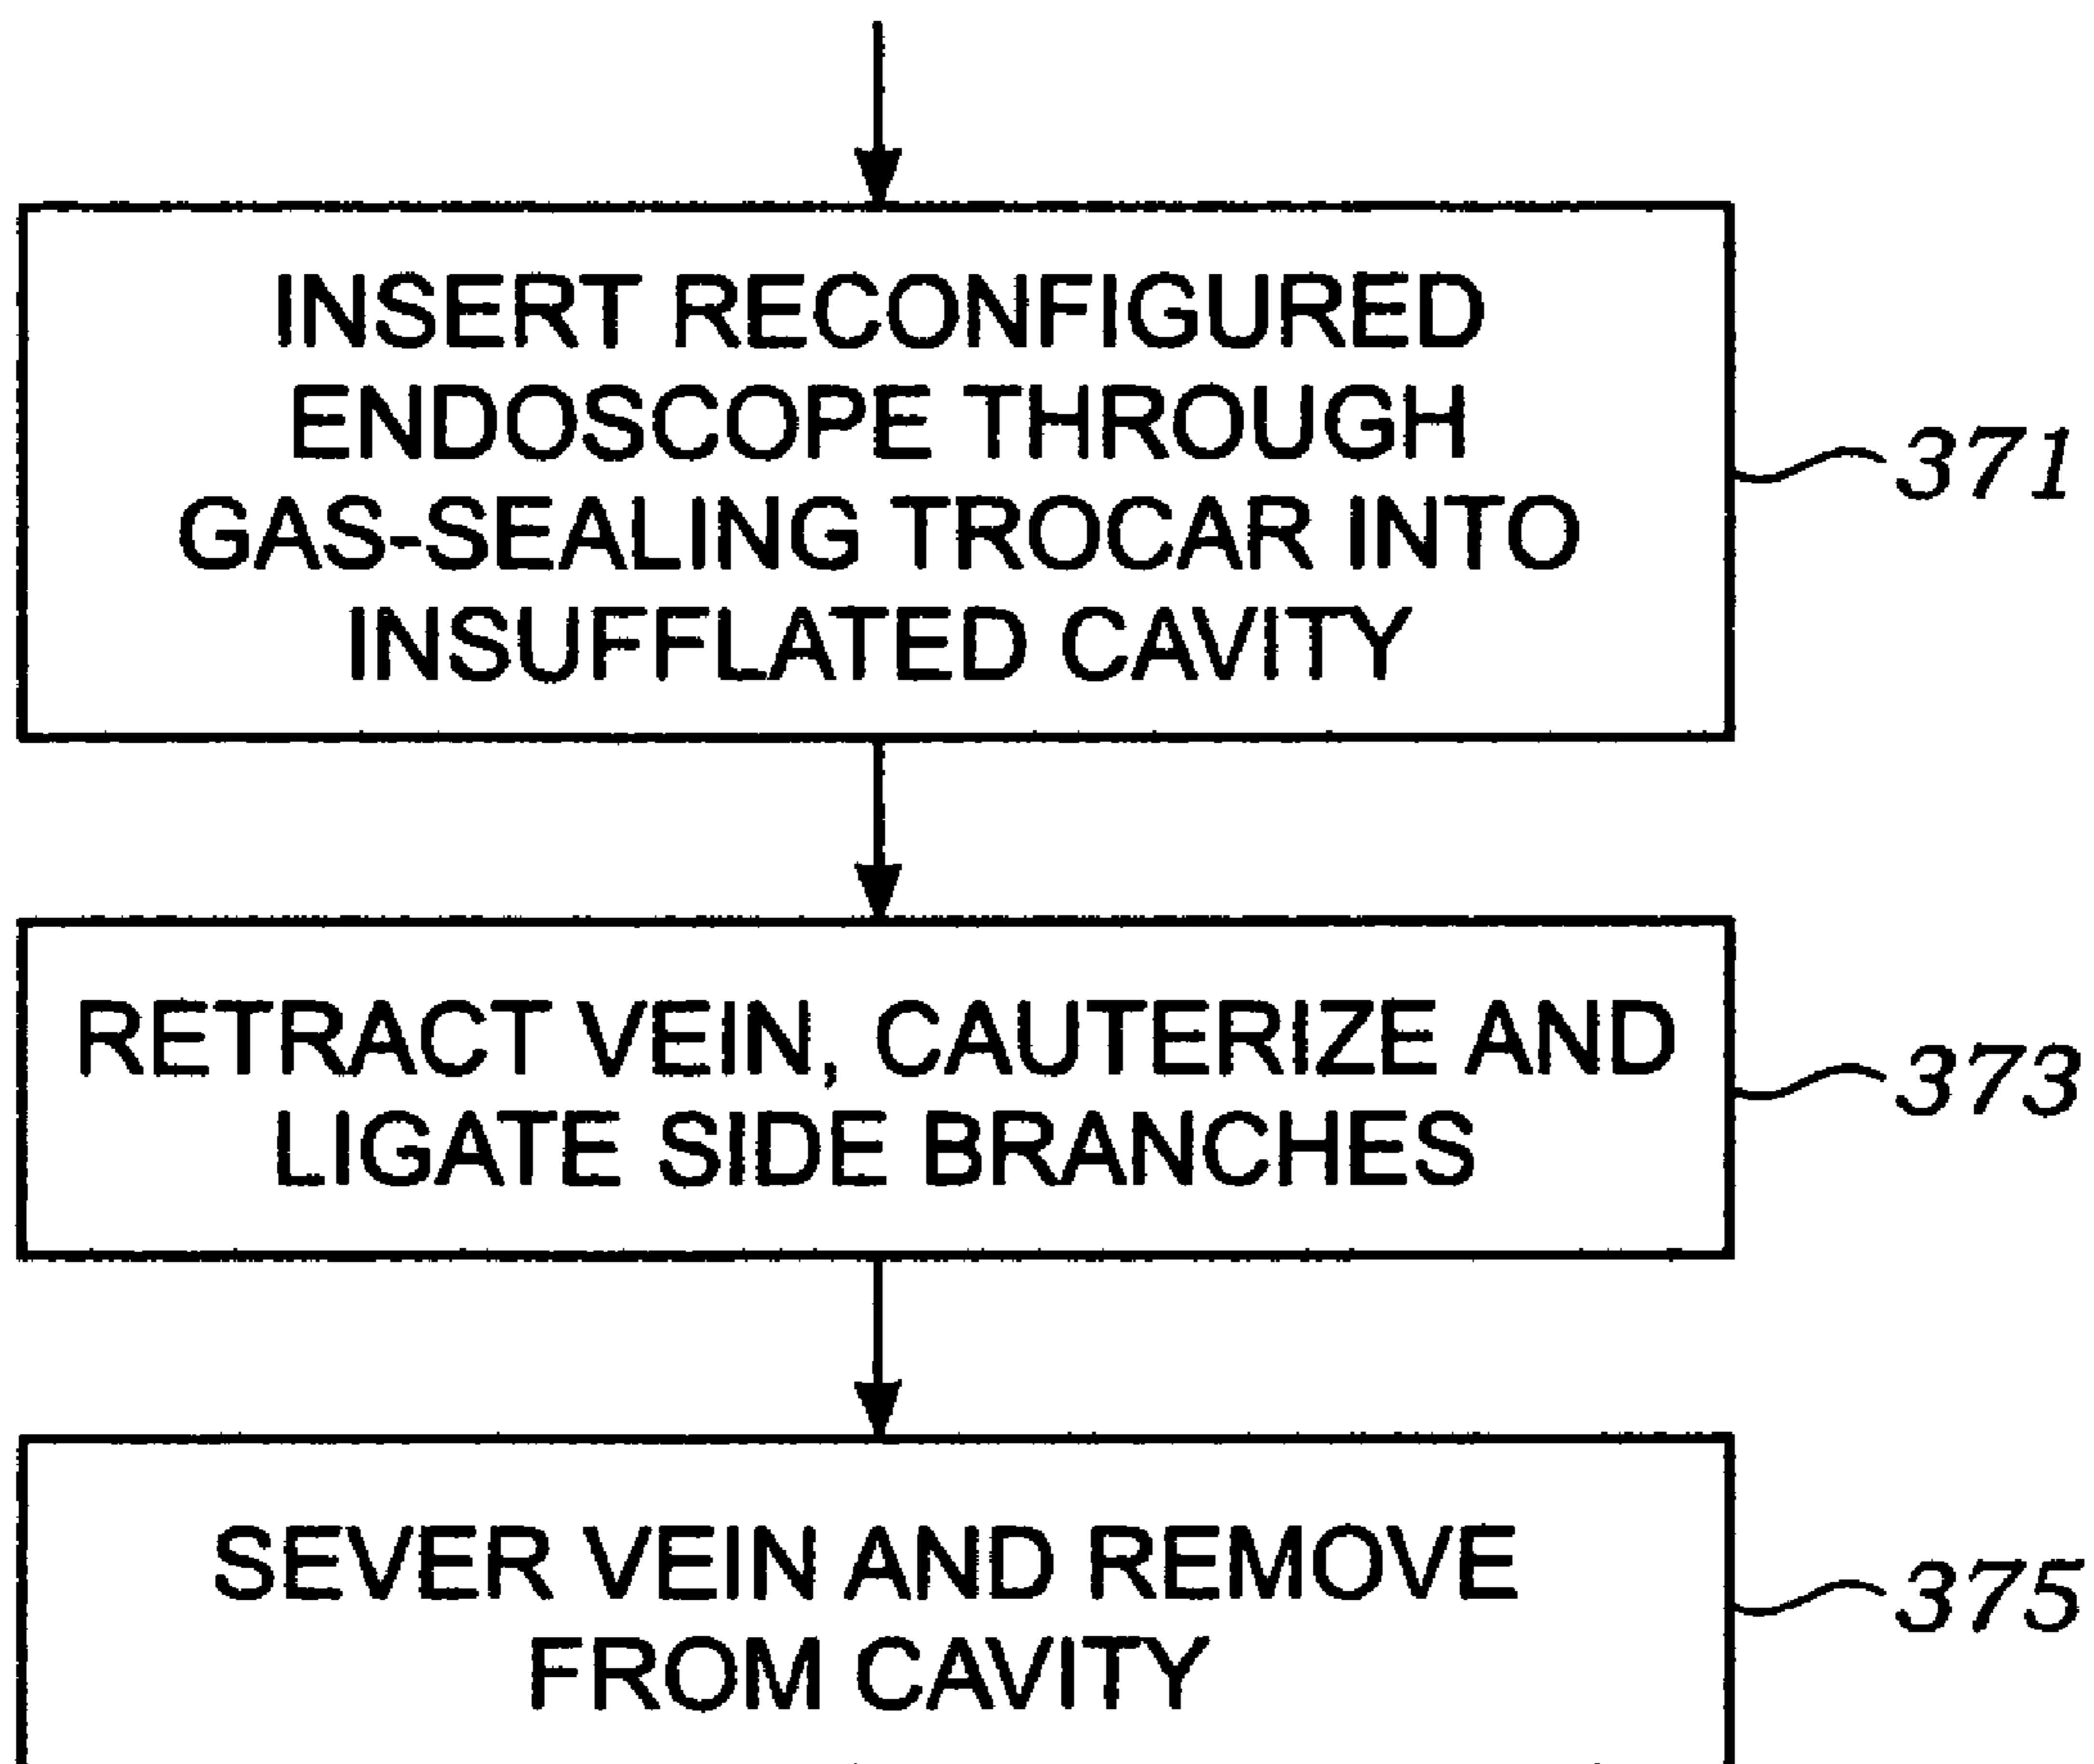 INSERT RECONFIGURED
ENDOSCOPE THROUGH
GAS-SEALING TROCAR INTO
INSUFFLATED CAVITY
371
RETRACT VEIN, CAUTERIZE AND
LIGATE SIDE BRANCHES
373
SEVER VEIN AND REMOVE
FROM CAVITY
375